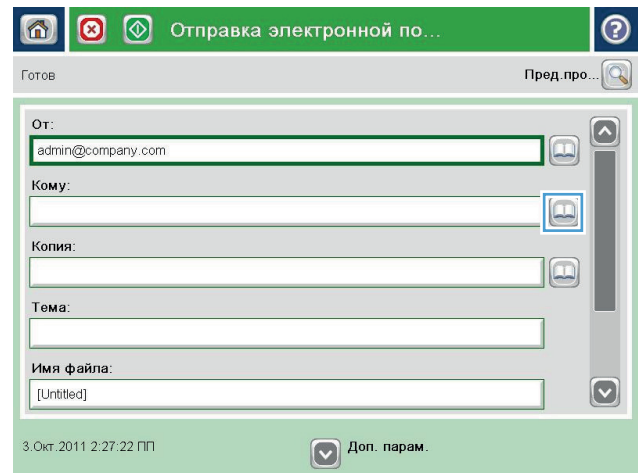 Отправка электронной по...
Готов
Пред.про...
От:
admin@company.com
Кому:
Копия:
Тема:
Имя файла:
[Untitled]
3.Окт.2011 2:27:22 ПП
Доп. парам.